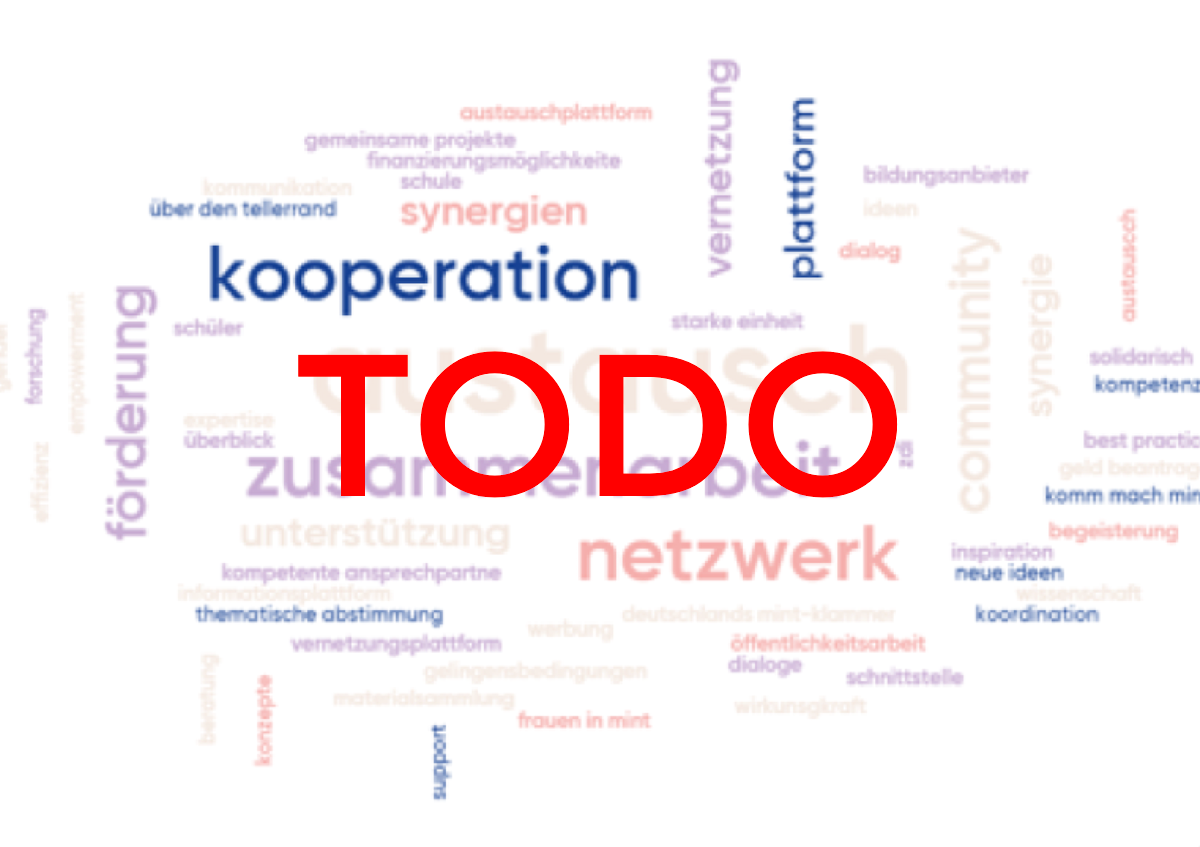 austauschplattform
gemeinsame projekte
finanzierungsmöglichkeite
schule
kommunikation
über den tellerrand
synergien
vernetzung
plattform
bildungsanbieter
ideen
dialog
kooperation
community
synergie
austauscch
förderung
forschung
empowerment
schüler
starke einheit
austausch
TODO
solidarisch
kompetenz
expertise
überblick
zusammenarbeit
zdi
effizienz
best practic
geld beantrag
komm mach min
unterstützung
netzwerk
begeisterung
inspiration
neue ideen
kompetente ansprechpartne
informationsplattform
wissenschaft
thematische abstimmung
deutschlands mint-klammer
koordination
werbung
vernetzungsplattform
öffentlichkeitsarbeit
dialoge
gelingensbedingungen
schnittstelle
beratung
konzepte
materialsammlung
wirkunsgkraft
frauen in mint
support